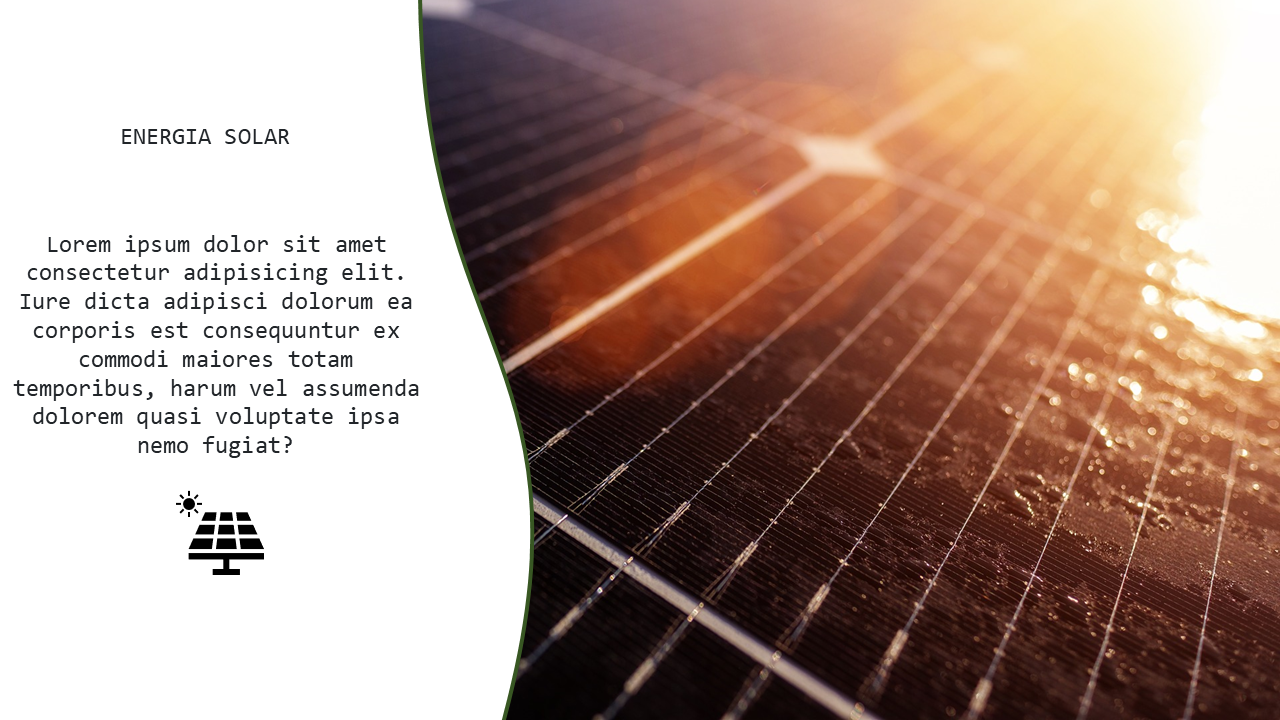 ENERGIA SOLAR
Lorem ipsum dolor sit amet
consectetur adipisicing elit.
Iure dicta adipisci dolorum ea
corporis est consequuntur ex
commodi maiores totam
temporibus, harum vel assumenda
dolorem quasi voluptate ipsa
nemo fugiat?